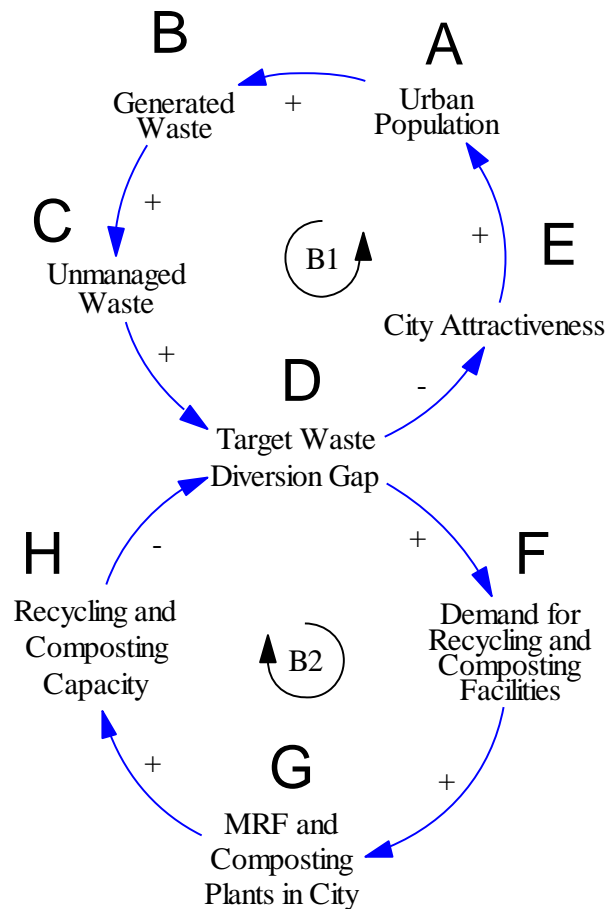 B
A
Generated
Waste
+
Urban
Population
C
+
+
E
B1
Unmanaged
Waste
City Attractiveness
+
D
-
Target Waste
Diversion Gap
H
-
+
F
Recycling and
Composting
Capacity
B2
Demand for
Recycling and
Composting
Facilities
+
G
+
MRF and
Composting
Plants in City